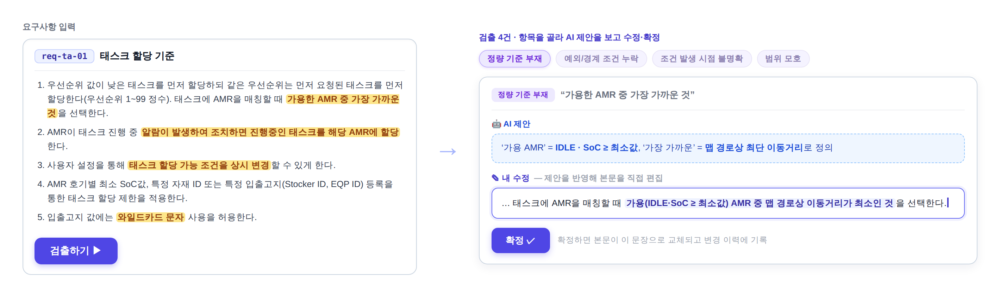 요구사항 입력
req-ta-01 태스크 할당 기준
1. 우선순위 값이 낮은 태스크를 먼저 할당하되 같은 우선순위는 먼저 요청된 태스크를 먼저
할당한다(우선순위 1~99 정수). 태스크에 AMR을 매칭할 때 가용한 AMR 중 가장 가까운
것을 선택한다.
2. AMR이 태스크 진행 중 알람이 발생하여 조치하면 진행중인 태스크를 해당 AMR에 할당
한다.
3. 사용자 설정을 통해 태스크 할당 가능 조건을 상시 변경할 수 있게 한다.
4. AMR 호기별 최소 SoC값, 특정 자재 ID 또는 특정 입출고지(Stocker ID, EQP ID) 등록을
통한 태스크 할당 제한을 적용한다.
5. 입출고지 값에는 와일드카드 문자 사용을 허용한다.
검출하기 ▶
→
검출 4건 · 항목을 골라 AI 제안을 보고 수정·확정
정량 기준 부재 예외/경계 조건 누락 조건 발생 시점 불명확 범위 모호
정량 기준 부재 “가용한 AMR 중 가장 가까운 것”
🤖 AI 제안
‘가용 AMR’ = IDLE · SoC ≥ 최소값, ‘가장 가까운’ = 맵 경로상 최단 이동거리로 정의
✎ 내 수정 — 제안을 반영해 본문을 직접 편집
… 태스크에 AMR을 매칭할 때 가용(IDLE·SoC ≥ 최소값) AMR 중 맵 경로상 이동거리가 최소인 것을 선택한다.
확정 ✓ 확정하면 본문이 이 문장으로 교체되고 변경 이력에 기록